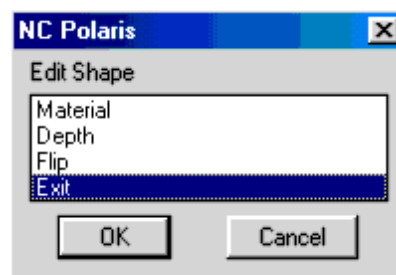 NC Polaris
Edit Shape
Material
Depth
Flip
Exit
OK
Cancel